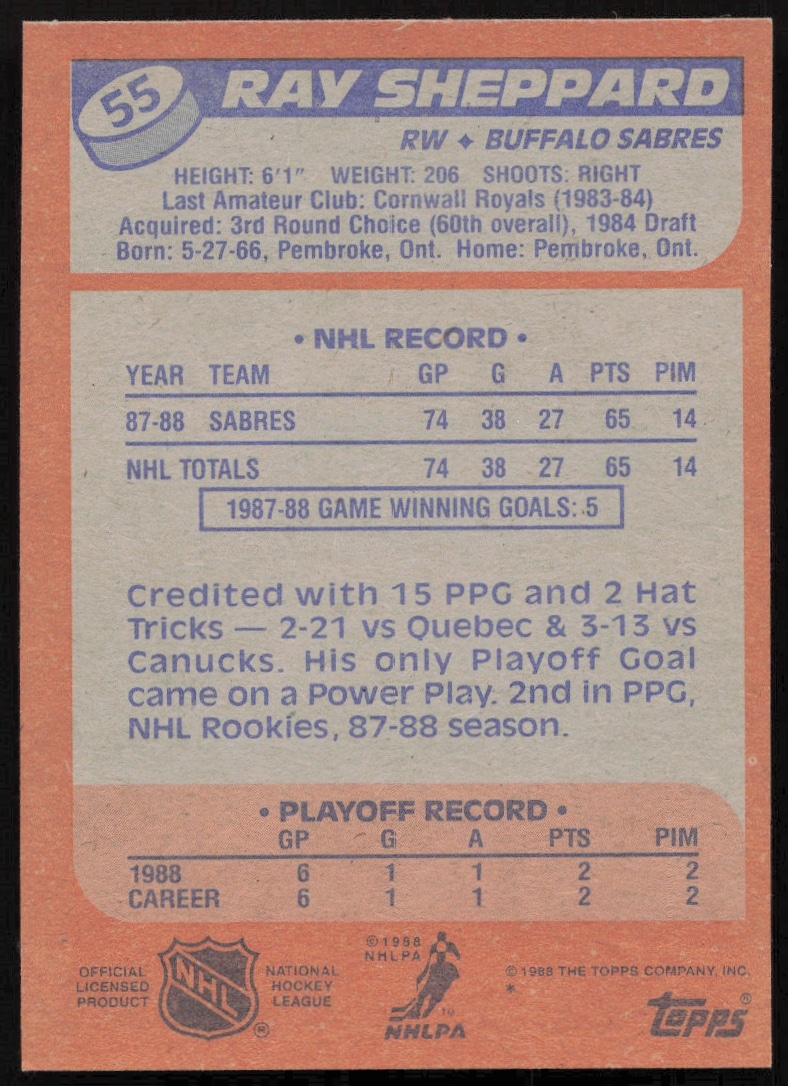 55
RAY SHEPPARD
RW ✦ BUFFALO SABRES
HEIGHT: 6'1" WEIGHT: 206 SHOOTS: RIGHT
Last Amateur Club: Cornwall Royals (1983-84)
Acquired: 3rd Round Choice (60th overall), 1984 Draft
Born: 5-27-66, Pembroke, Ont. Home: Pembroke, Ont.
• NHL RECORD •
YEAR TEAM GP G A PTS PIM
87-88 SABRES 74 38 27 65 14
NHL TOTALS 74 38 27 65 14
1987-88 GAME WINNING GOALS: 5
Credited with 15 PPG and 2 Hat
Tricks — 2-21 vs Quebec & 3-13 vs
Canucks. His only Playoff Goal
came on a Power Play. 2nd in PPG,
NHL Rookies, 87-88 season.
• PLAYOFF RECORD •
GP G A PTS PIM
1988 6 1 1 2 2
CAREER 6 1 1 2 2
OFFICIAL
LICENSED
PRODUCT
NHL
®
NATIONAL
HOCKEY
LEAGUE
©1988
NHLPA
10
NHLPA
© 1988 THE TOPPS COMPANY, INC.
*
topps®